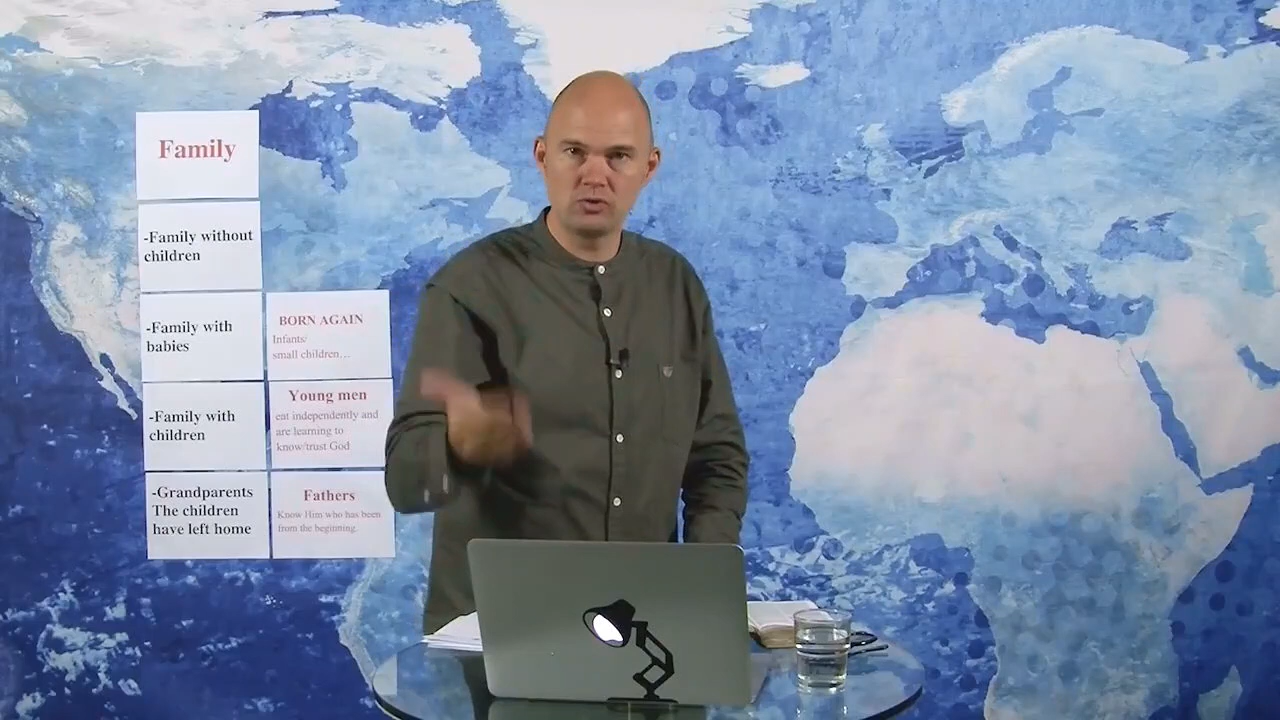 Family
-Family without
children
-Family with
babies
BORN AGAIN
Infants/
small children...
-Family with
children
Young men
eat independently and
are learning to
know/trust God
-Grandparents
The children
have left home
Fathers
Know Him who has been
from the beginning.